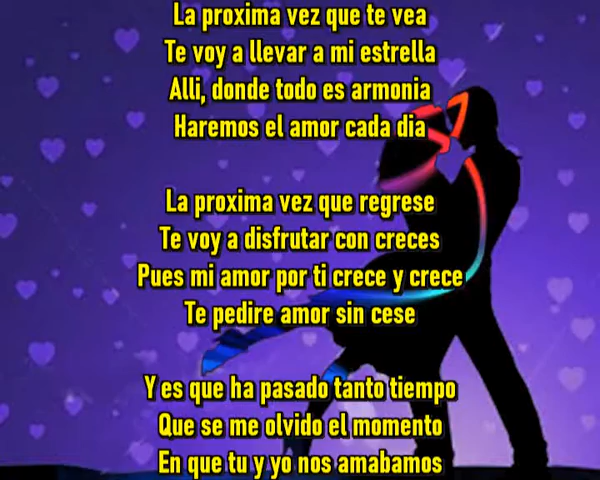 La proxima vez que te vea
Te voy a llevar a mi estrella
Alli, donde todo es armonia
Haremos el amor cada dia
La proxima vez que regrese
Te voy a disfrutar con creces
Pues mi amor por ti crece y crece
Te pedire amor sin cese
Y es que ha pasado tanto tiempo
Que se me olvido el momento
En que tu y yo nos amabamos